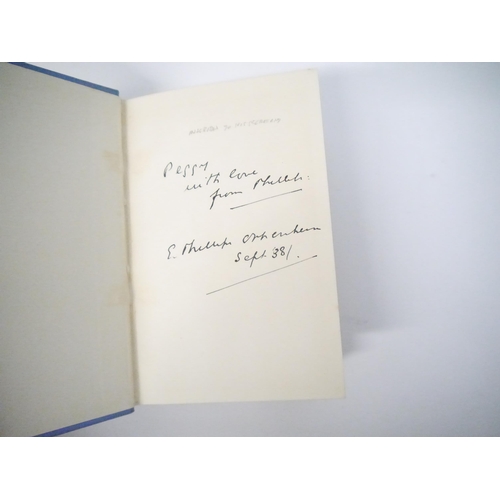 Peggy
with love
from Phillips.
E. Phillips Oppenheim
Sept. 38/.